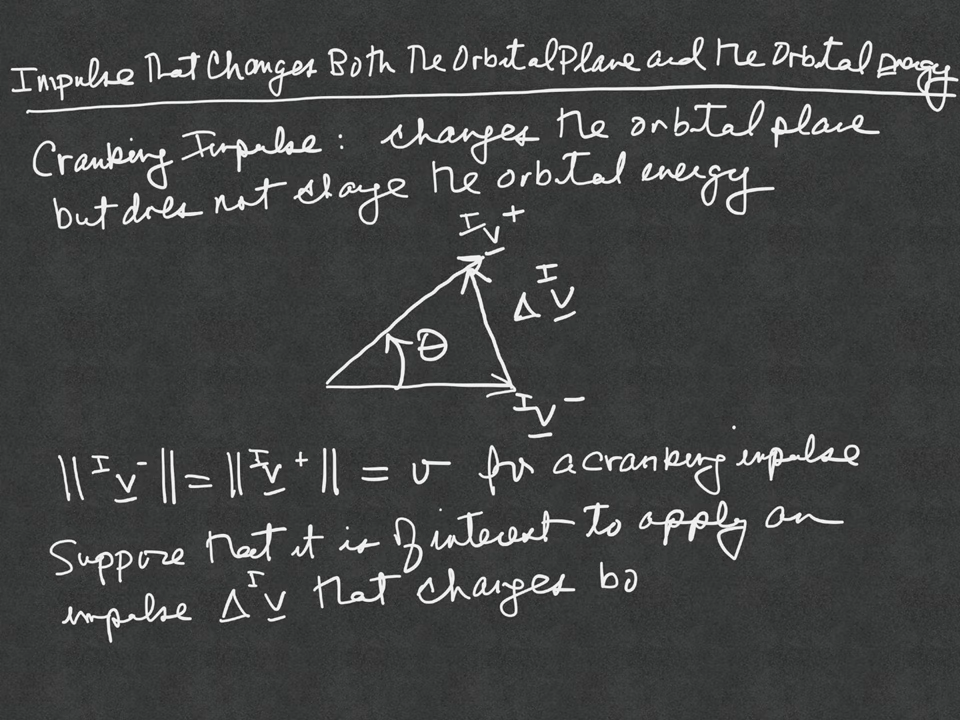 Impulse That Changes Both The Orbital Plane and the Orbital Energy
Cranking Impulse: changes the orbital plane
but does not change the orbital energy
ᴵv̲⁺
Δᴵv̲
θ
ᴵv̲⁻
||ᴵv̲⁻|| = ||ᴵv̲⁺|| = v for a cranking impulse
Suppose that it is of interest to apply an
impulse Δᴵv̲ that changes bo